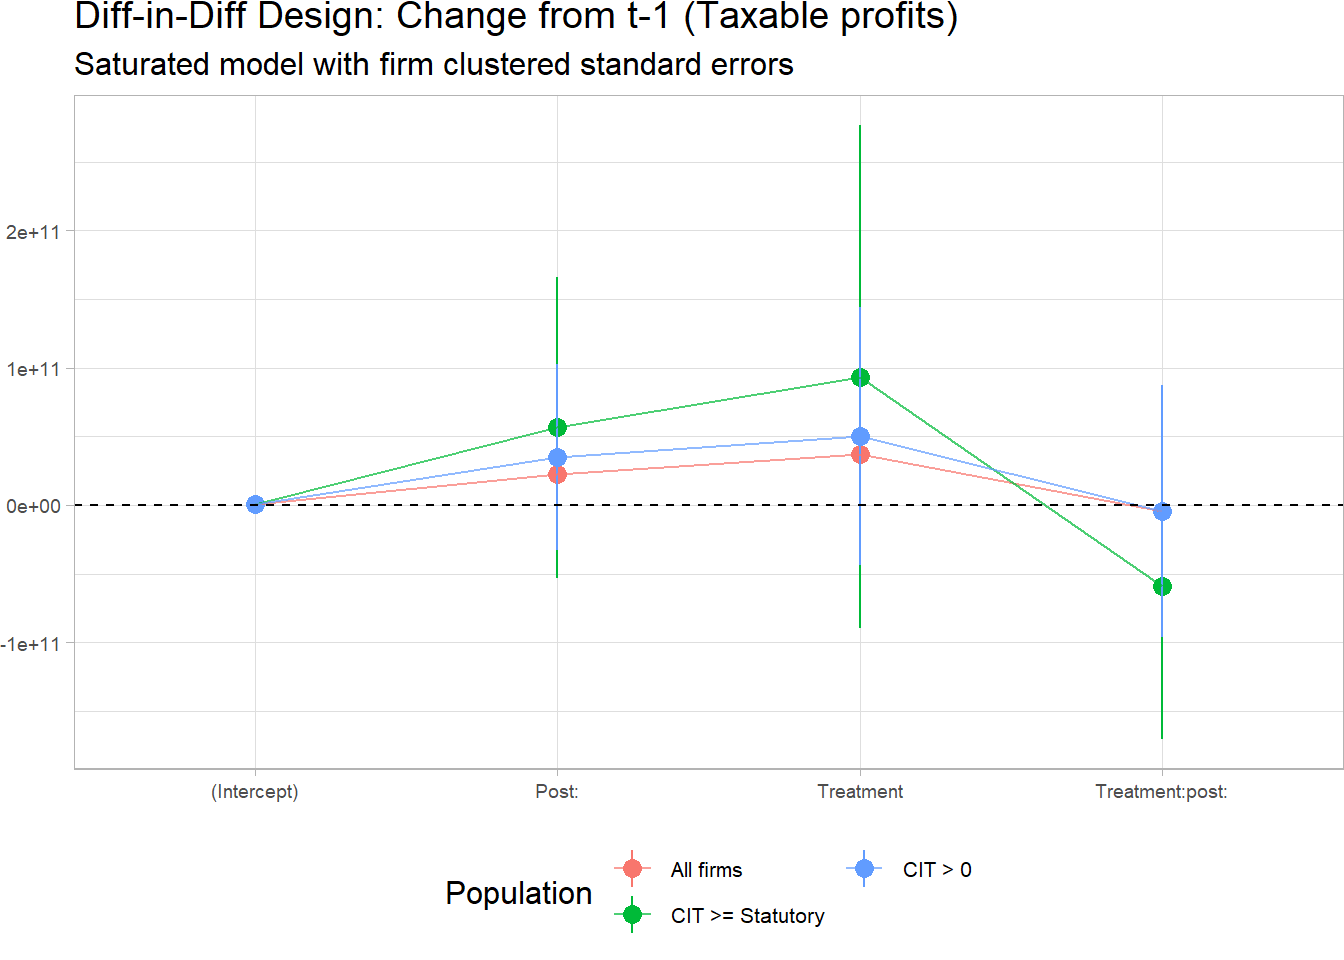 Diff-in-Diff Design: Change from t-1 (Taxable profits)
Saturated model with firm clustered standard errors
2e+11
1e+11
0e+00
-1e+11
(Intercept)
Post:
Treatment
Treatment:post:
Population
All firms
CIT > 0
CIT >= Statutory